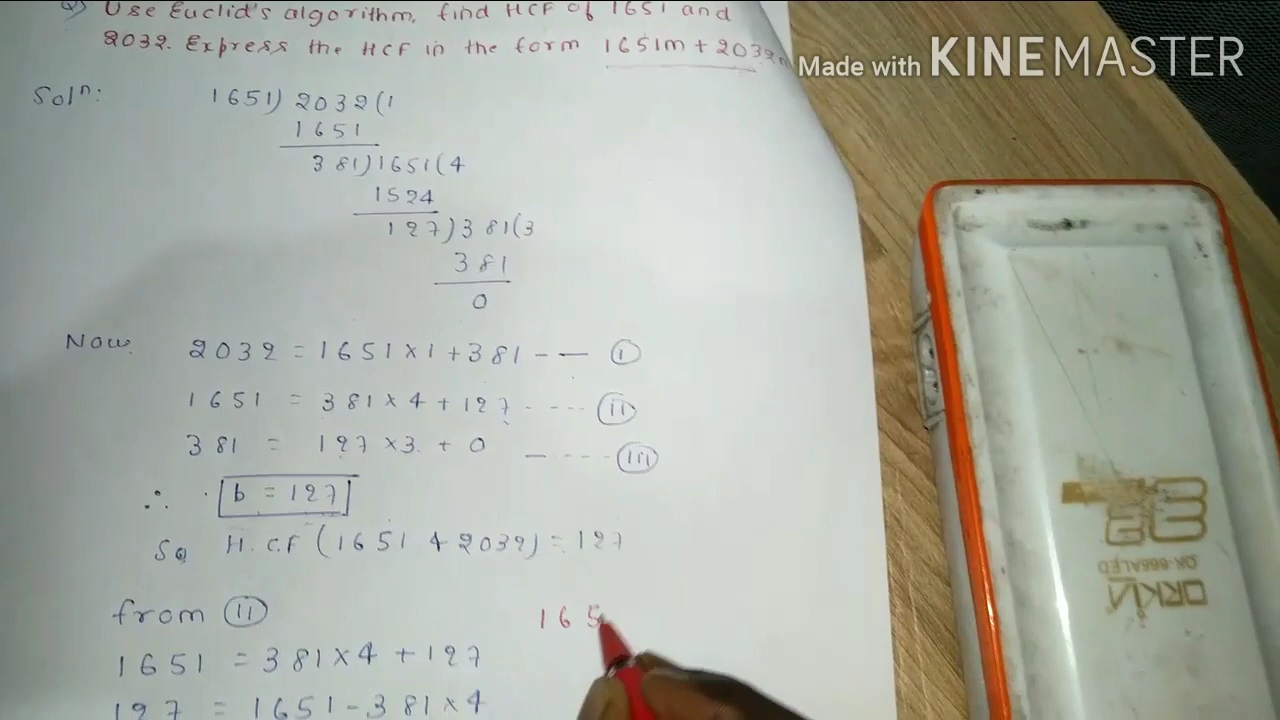 Q) Use Euclid's algorithm, find HCF of 1651 and
2032. Express the HCF in the form 1651m + 2032n
Made with KINEMASTER
Solⁿ: 1651) 2032 (1
1651
381) 1651 (4
1524
127) 381 (3
381
0
Now 2032 = 1651 × 1 + 381 - — (I)
1651 = 381 × 4 + 127 - - - - (II)
381 = 127 × 3 + 0 - - - - - (III)
∴ b = 127
So H.C.F (1651 & 2032) = 127
from (II)
165
1651 = 381 × 4 + 127
127 = 1651 - 381 × 4
ORKIA